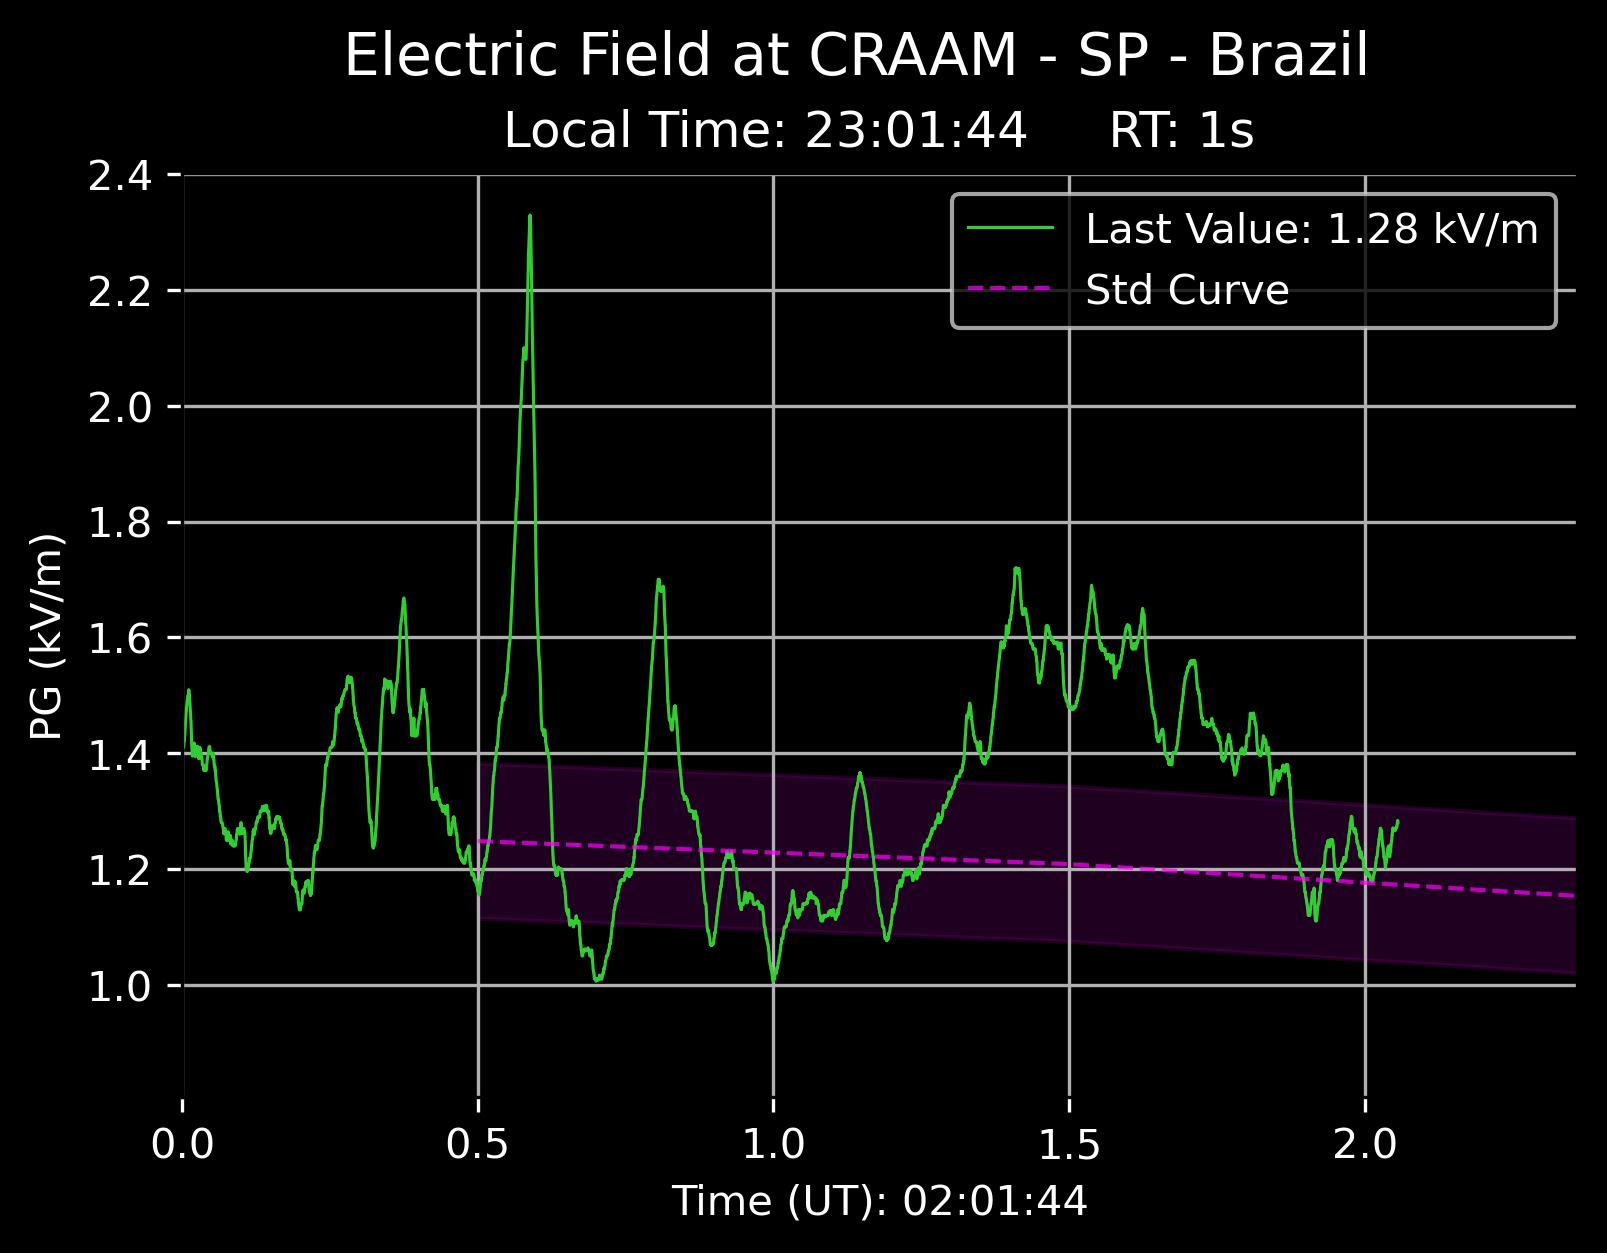 Electric Field at CRAAM - SP - Brazil
Local Time: 23:01:44 RT: 1s
Last Value: 1.28 kV/m
Std Curve
2.4
2.2
2.0
1.8
1.6
1.4
1.2
1.0
PG (kV/m)
0.0 0.5 1.0 1.5 2.0
Time (UT): 02:01:44